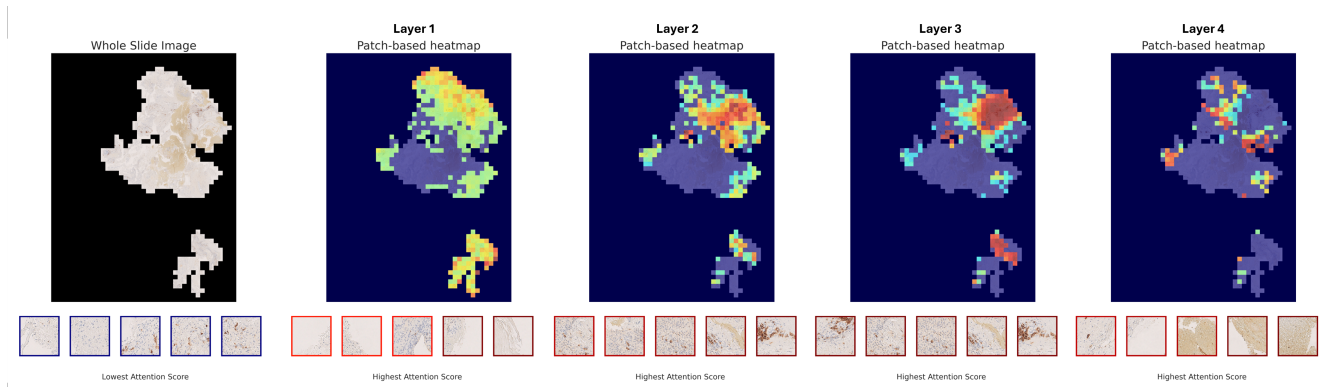 Layer 1
Layer 2
Layer 3
Layer 4
Whole Slide Image
Patch-based heatmap
Patch-based heatmap
Patch-based heatmap
Patch-based heatmap
Lowest Attention Score
Highest Attention Score
Highest Attention Score
Highest Attention Score
Highest Attention Score